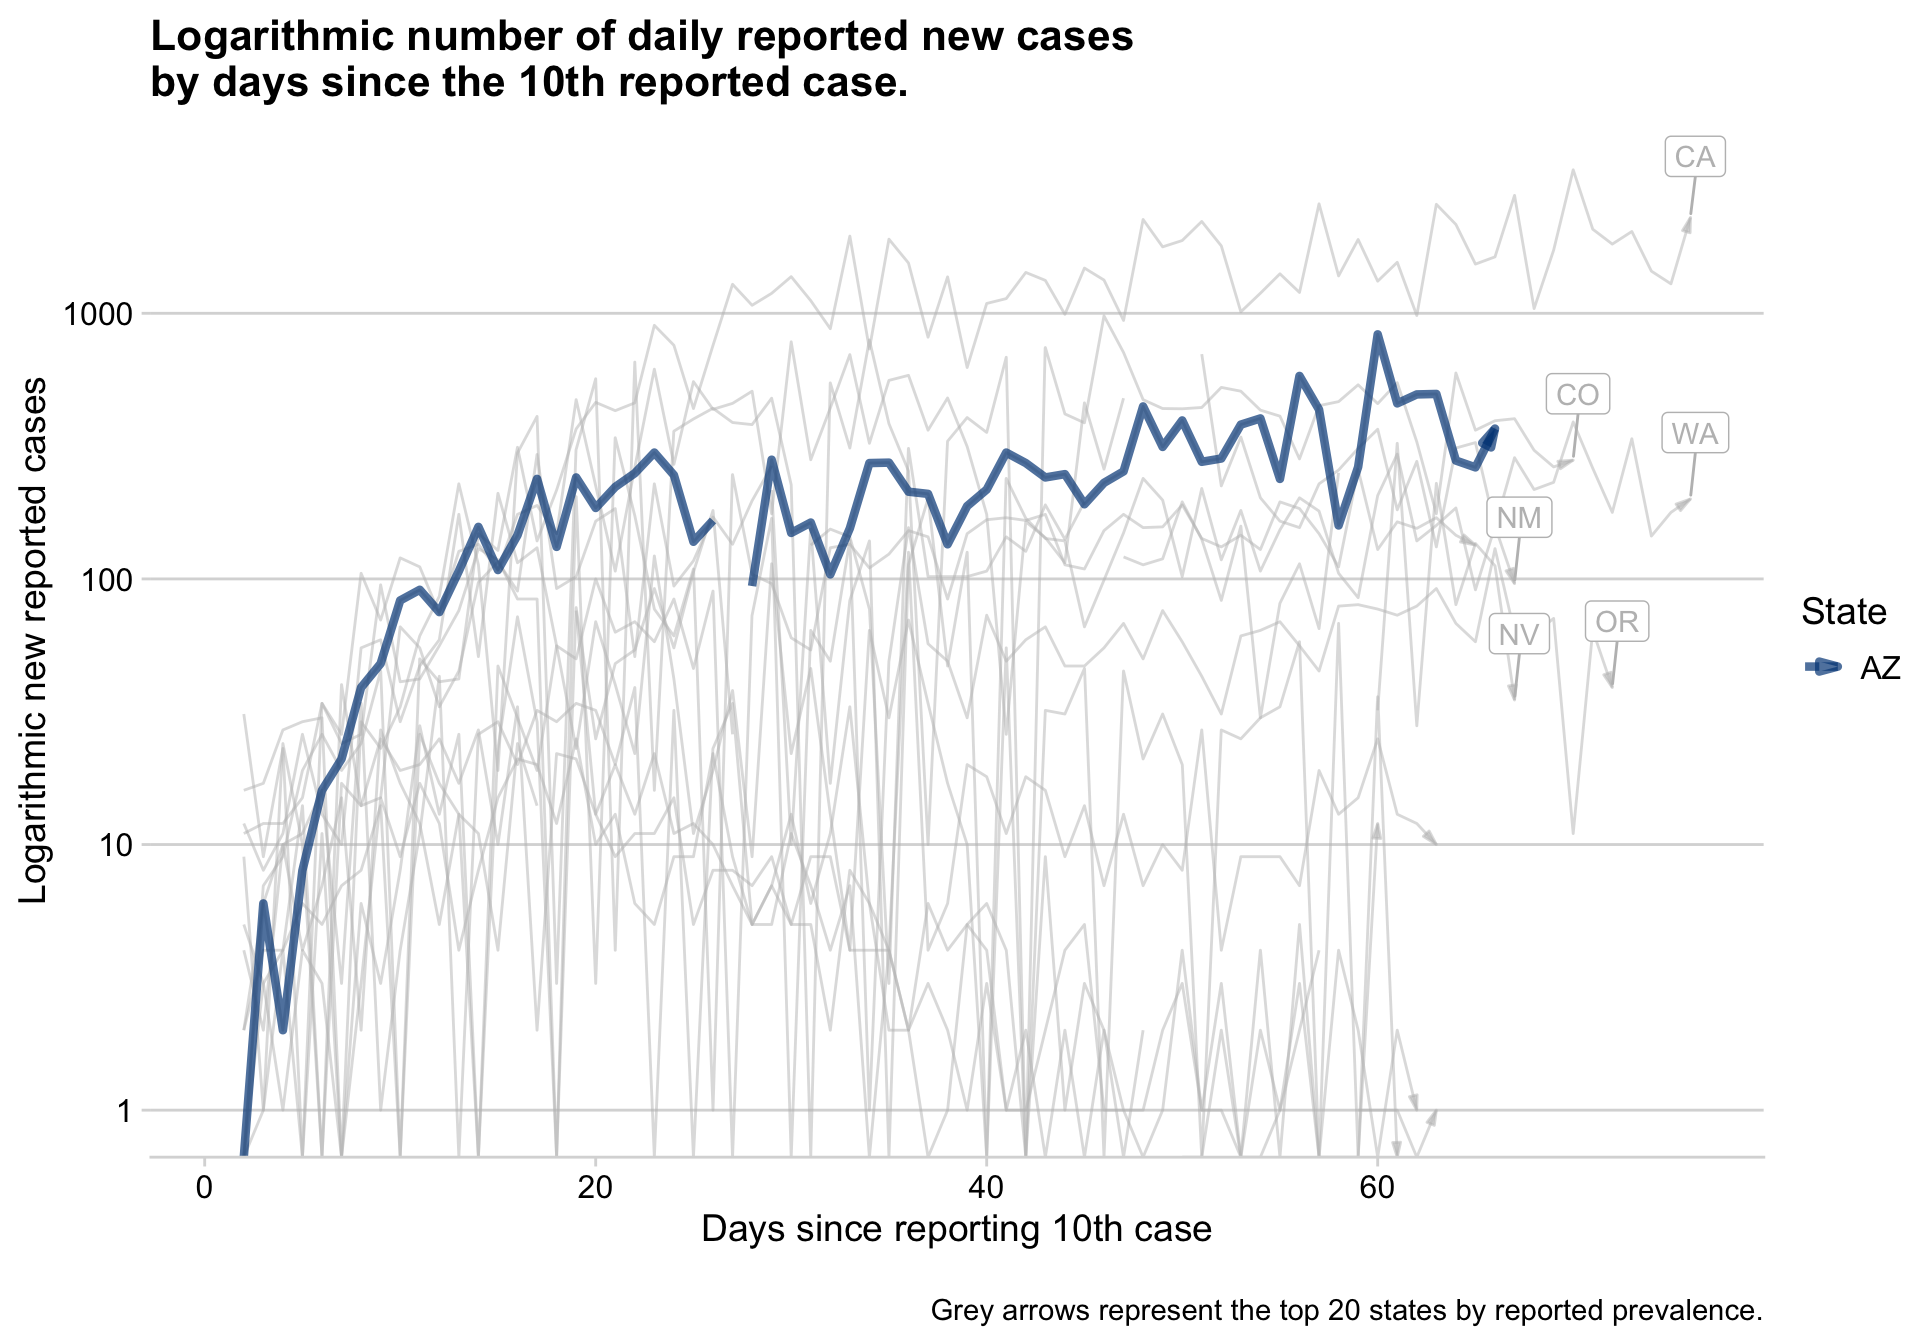 Logarithmic number of daily reported new cases
by days since the 10th reported case.
CA
1000
CO
WA
NM
100
State
NV
OR
AZ
10
1
Logarithmic new reported cases
0
20
40
60
Days since reporting 10th case
Grey arrows represent the top 20 states by reported prevalence.